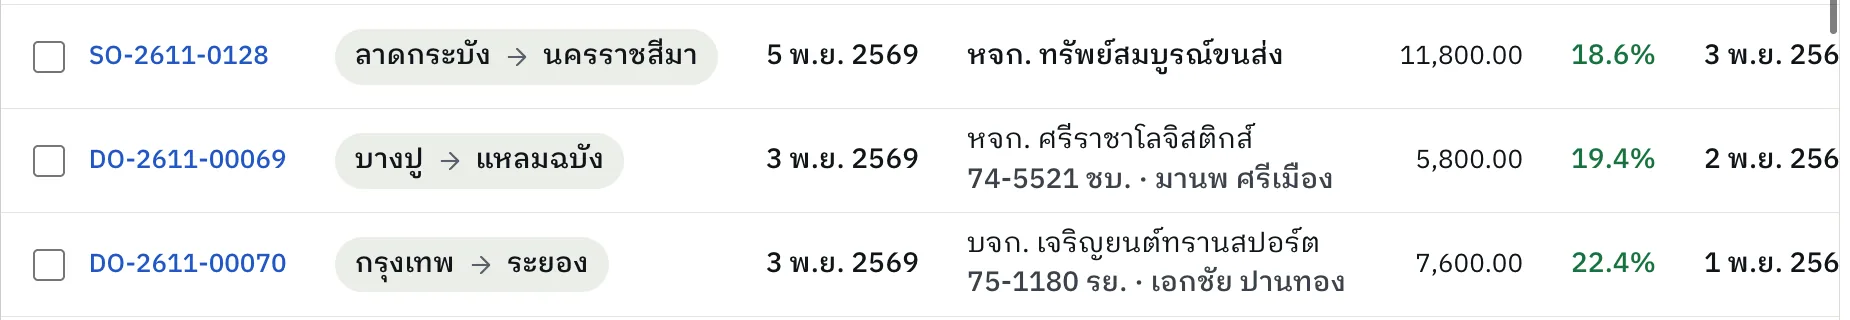 SO-2611-0128 ลาดกระบัง → นครราชสีมา 5 พ.ย. 2569 หจก. ทรัพย์สมบูรณ์ขนส่ง 11,800.00 18.6% 3 พ.ย. 256
DO-2611-00069 บางปู → แหลมฉบัง 3 พ.ย. 2569 หจก. ศรีราชาโลจิสติกส์ 5,800.00 19.4% 2 พ.ย. 256
74-5521 ชบ. · มานพ ศรีเมือง
DO-2611-00070 กรุงเทพ → ระยอง 3 พ.ย. 2569 บจก. เจริญยนต์ทรานสปอร์ต 7,600.00 22.4% 1 พ.ย. 256
75-1180 รย. · เอกชัย ปานทอง